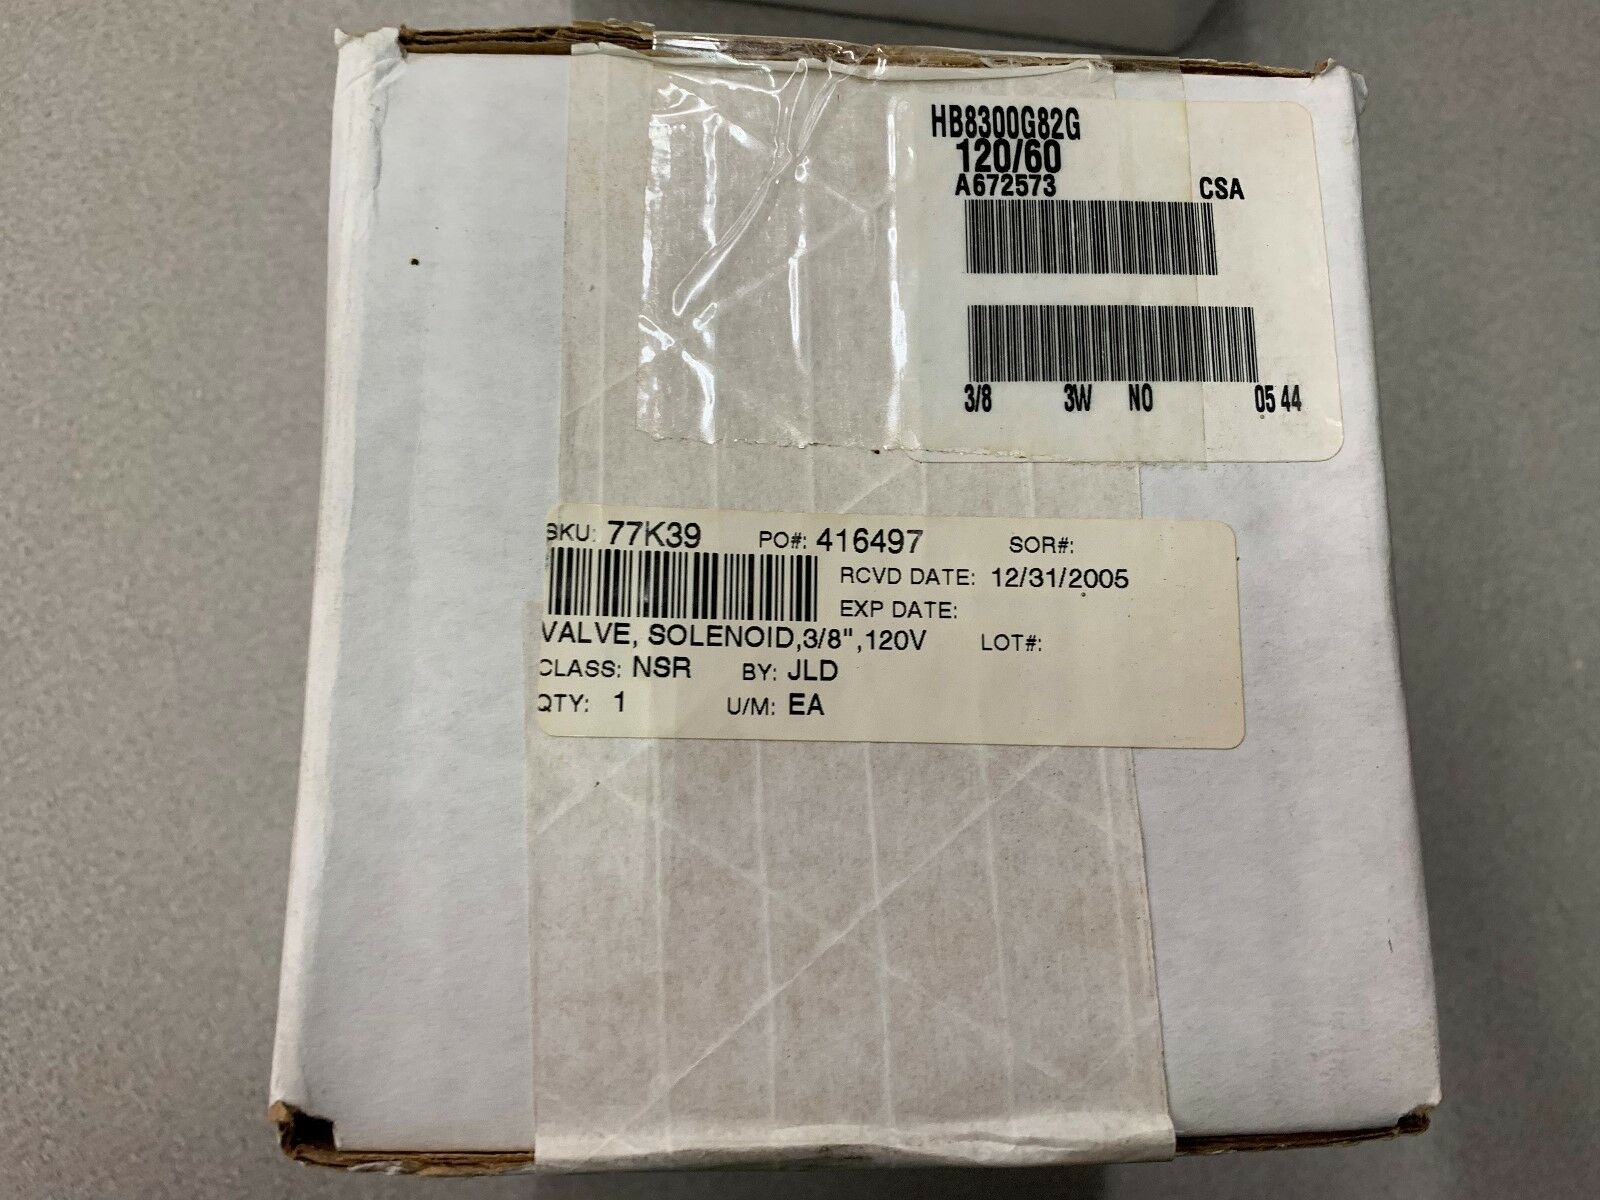 HB8300G82G
120/60
A672573 CSA
3/8 3W NO 05 44
SKU: 77K39 PO#: 416497 SOR#:
RCVD DATE: 12/31/2005
EXP DATE:
VALVE, SOLENOID,3/8",120V LOT#:
CLASS: NSR BY: JLD
QTY: 1 U/M: EA